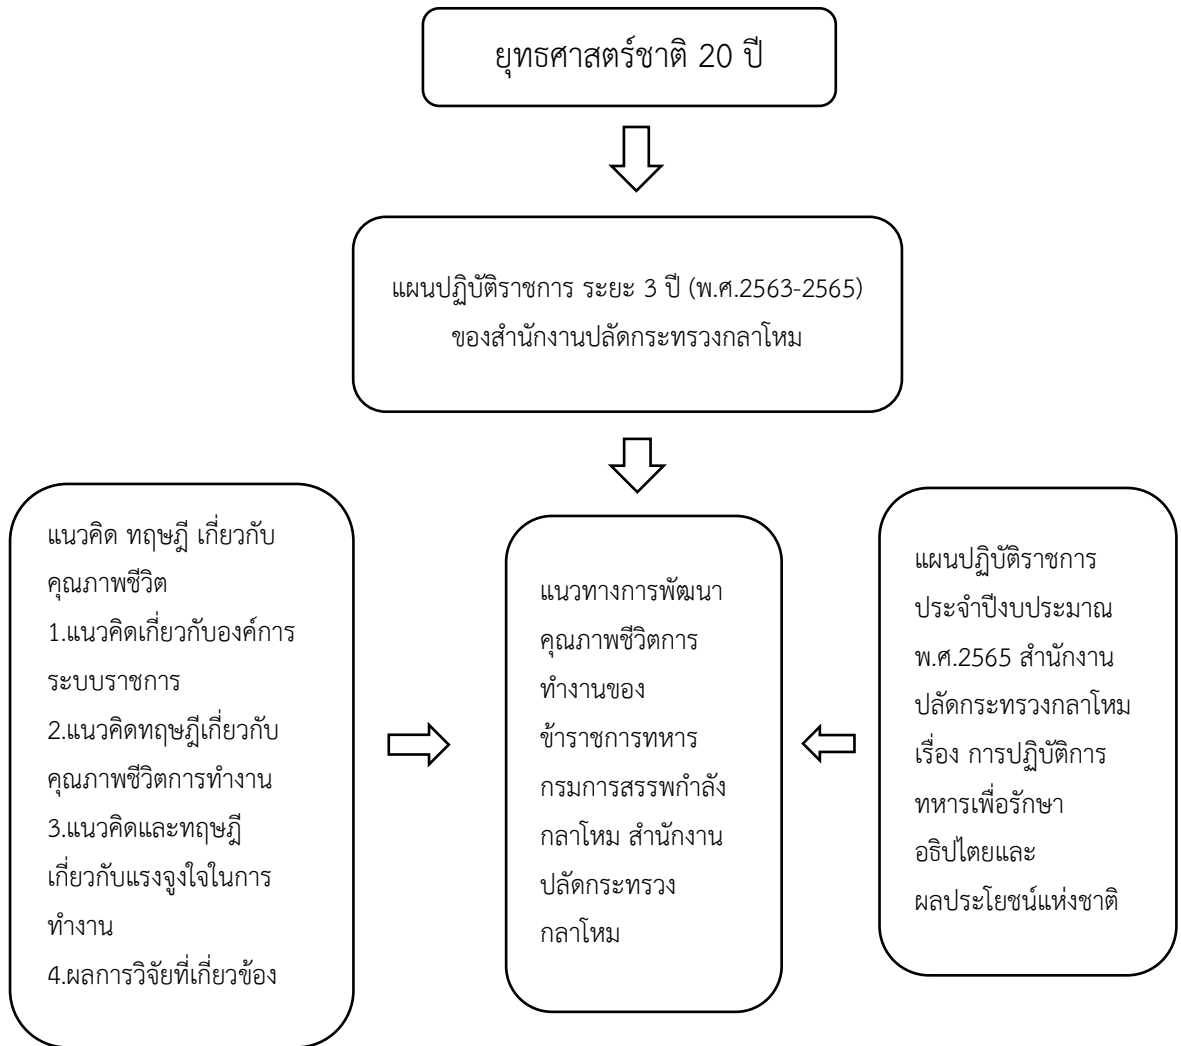 ยุทธศาสตร์ชาติ 20 ปี
แผนปฏิบัติราชการ ระยะ 3 ปี (พ.ศ.2563-2565)
ของสำนักงานปลัดกระทรวงกลาโหม
แนวคิด ทฤษฎี เกี่ยวกับ
คุณภาพชีวิต
1.แนวคิดเกี่ยวกับองค์การ
ระบบราชการ
2.แนวคิดทฤษฎีเกี่ยวกับ
คุณภาพชีวิตการทำงาน
3.แนวคิดและทฤษฎี
เกี่ยวกับแรงจูงใจในการ
ทำงาน
4.ผลการวิจัยที่เกี่ยวข้อง
แนวทางการพัฒนา
คุณภาพชีวิตการ
ทำงานของ
ข้าราชการทหาร
กรมการสรรพกำลัง
กลาโหม สำนักงาน
ปลัดกระทรวง
กลาโหม
แผนปฏิบัติราชการ
ประจำปีงบประมาณ
พ.ศ.2565 สำนักงาน
ปลัดกระทรวงกลาโหม
เรื่อง การปฏิบัติการ
ทหารเพื่อรักษา
อธิปไตยและ
ผลประโยชน์แห่งชาติ